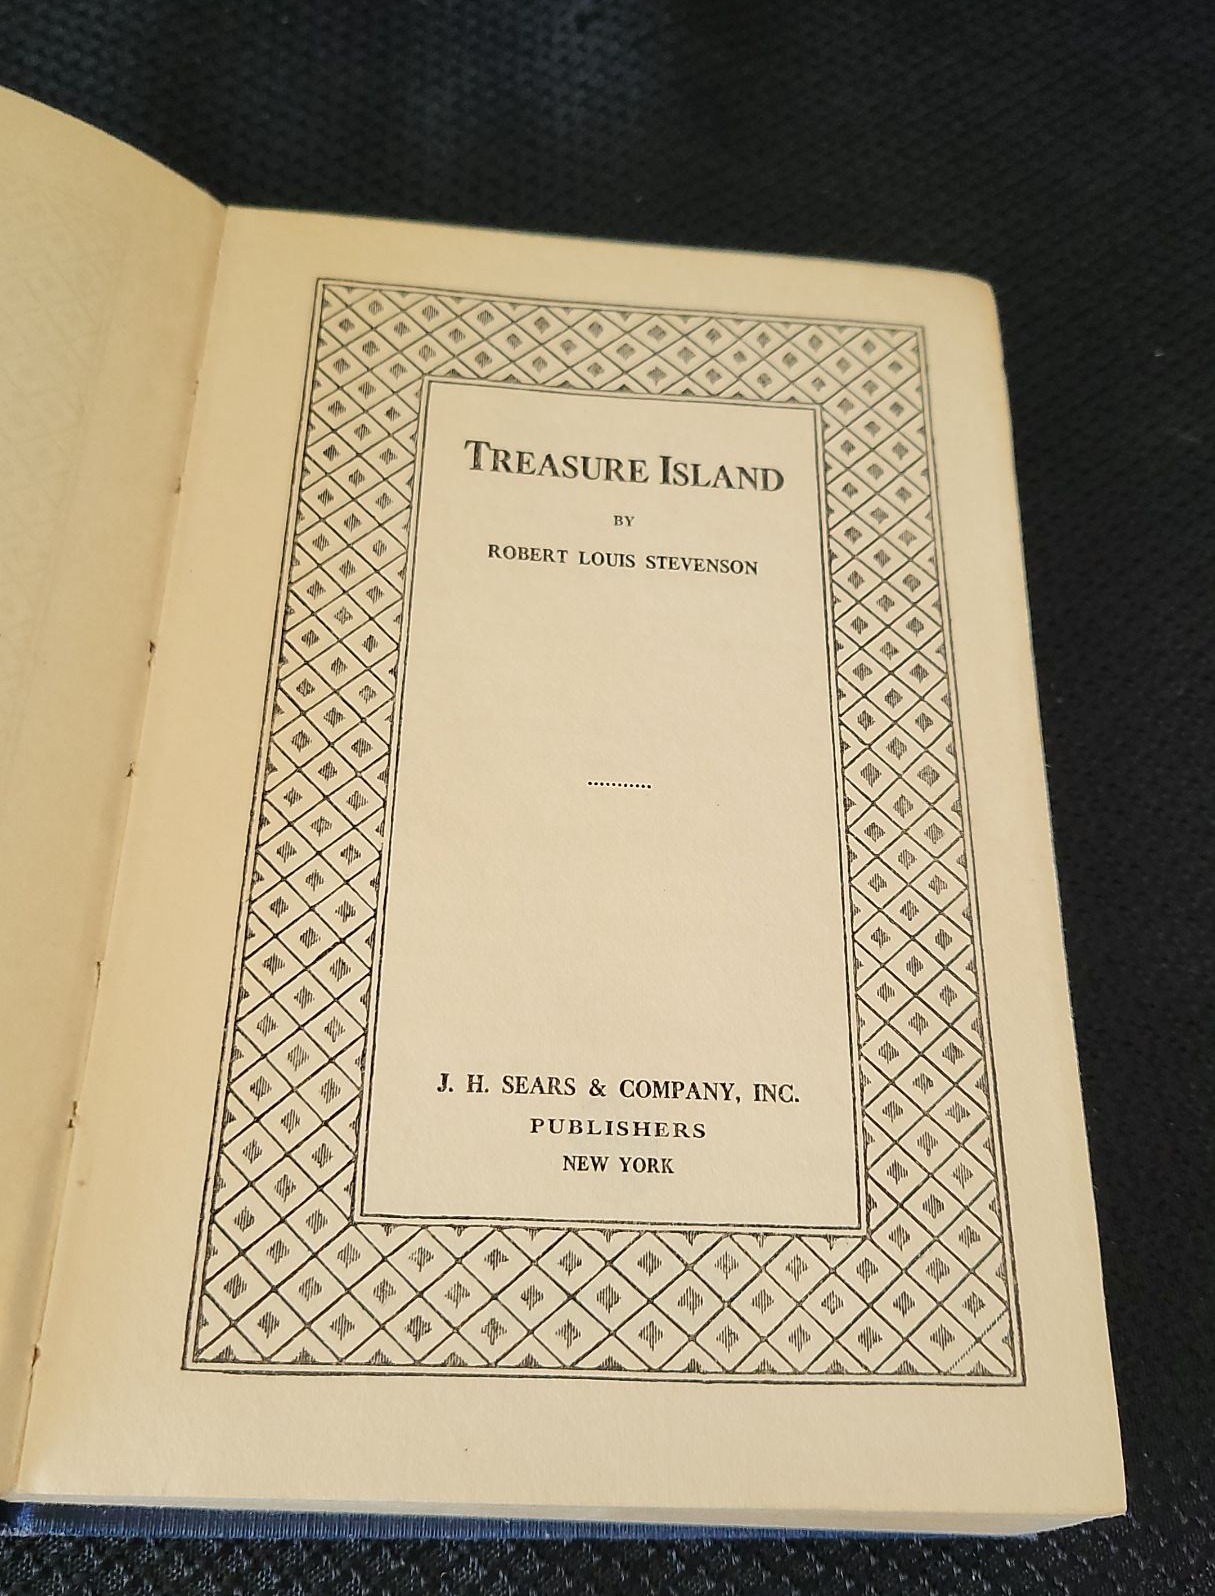 TREASURE ISLAND
BY
ROBERT LOUIS STEVENSON
...........
J. H. SEARS & COMPANY, INC.
PUBLISHERS
NEW YORK